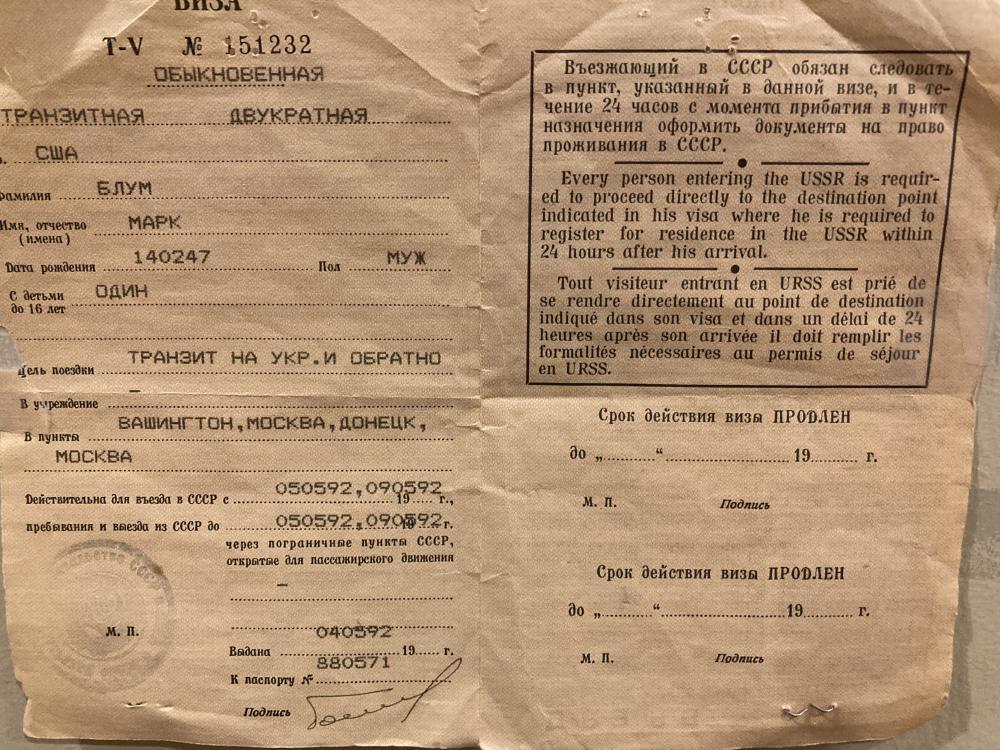 ВИЗА
Т-V № 151232
ОБЫКНОВЕННАЯ
ТРАНЗИТНАЯ ДВУКРАТНАЯ
США
Фамилия БЛУМ
Имя, отчество МАРК
(имена)
Дата рождения 140247 Пол МУЖ
С детьми ОДИН
до 16 лет
Цель поездки ТРАНЗИТ НА УКР.И ОБРАТНО
В учреждение –
В пункты ВАШИНГТОН,МОСКВА,ДОНЕЦК,
МОСКВА
Действительна для въезда в СССР с 050592,090592 19 г.,
пребывания и выезда из СССР до 050592,090592 19 г.
через пограничные пункты СССР,
открытые для пассажирского движения
–
М. П.
Выдана 040592 19 г.
К паспорту № 880571
Подпись
Въезжающий в СССР обязан следовать
в пункт, указанный в данной визе, и в те-
чение 24 часов с момента прибытия в пункт
назначения оформить документы на право
проживания в СССР.
Every person entering the USSR is requir-
ed to proceed directly to the destination point
indicated in his visa where he is required to
register for residence in the USSR within
24 hours after his arrival.
Tout visiteur entrant en URSS est prié de
se rendre directement au point de destination
indiqué dans son visa et dans un délai de 24
heures après son arrivée il doit remplir les
formalités nécessaires au permis de séjour
en URSS.
Срок действия визы ПРОДЛЕН
до „ “ 19 г.
М. П. Подпись
Срок действия визы ПРОДЛЕН
до „ “ 19 г.
М. П. Подпись